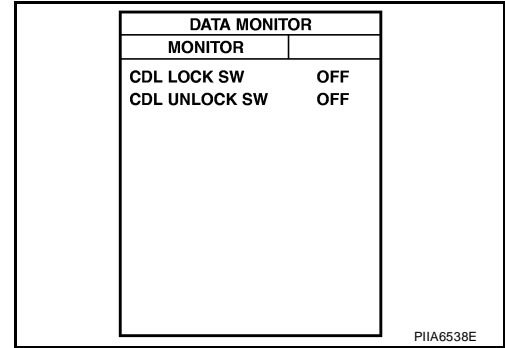 DATA MONITOR
MONITOR
CDL LOCK SW OFF
CDL UNLOCK SW OFF
PIIA6538E